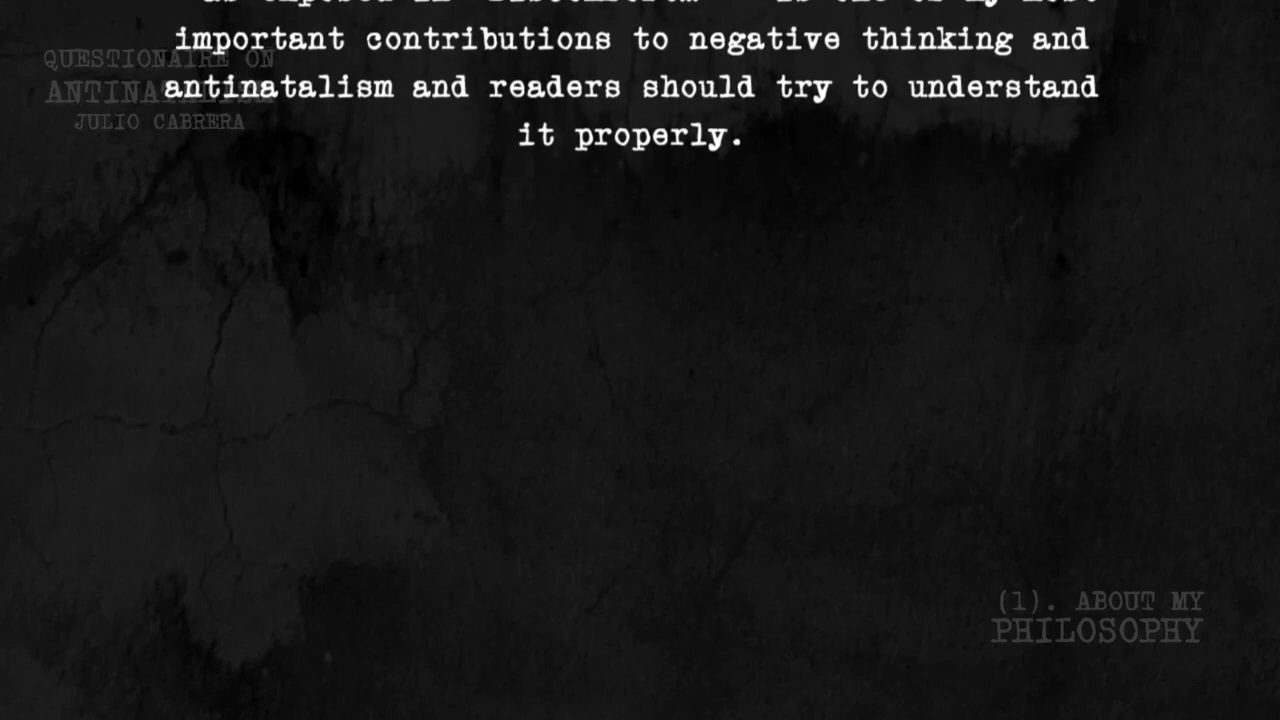 important contributions to negative thinking and
antinatalism and readers should try to understand
it properly.
QUESTIONAIRE ON
ANTINATALISM
JULIO CABRERA
(1). ABOUT MY
PHILOSOPHY